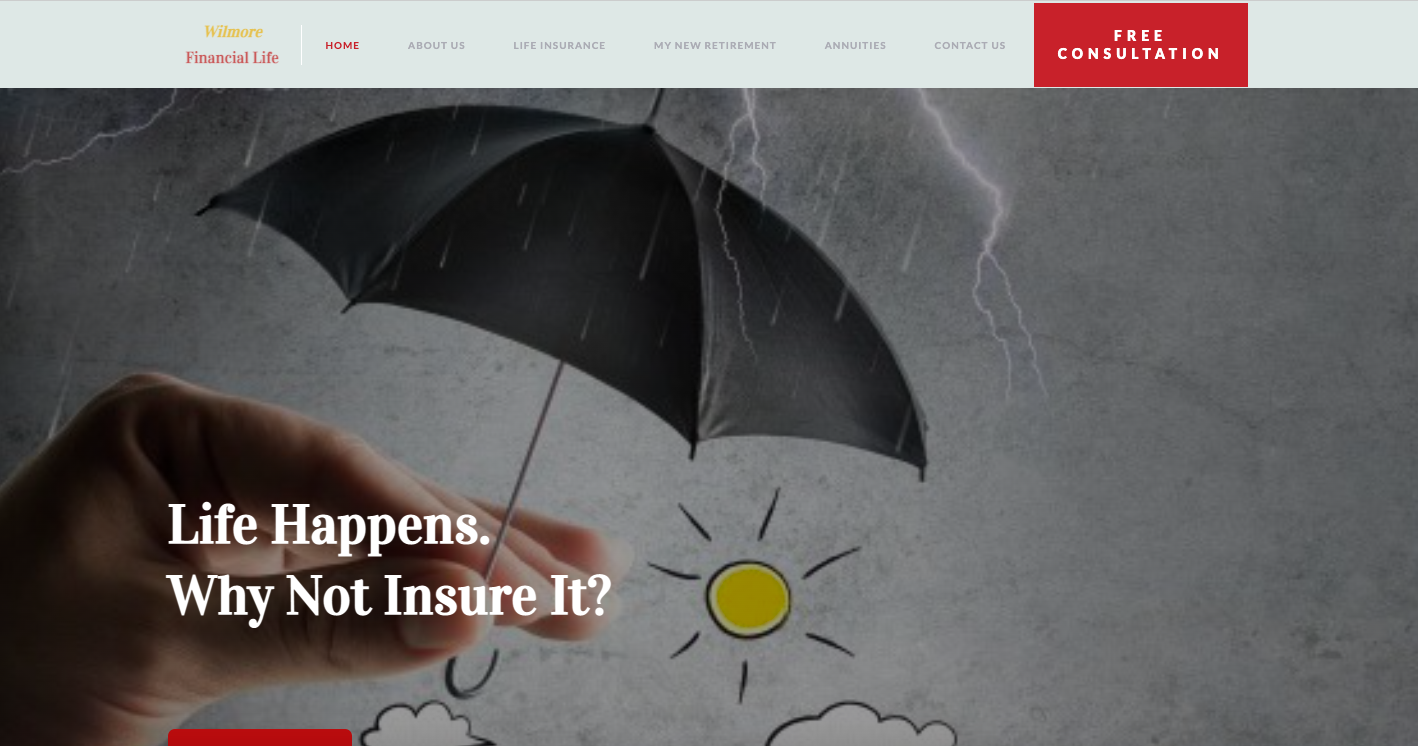 Wilmore
Financial Life
HOME
ABOUT US
LIFE INSURANCE
MY NEW RETIREMENT
ANNUITIES
CONTACT US
FREE
CONSULTATION
Life Happens.
Why Not Insure It?